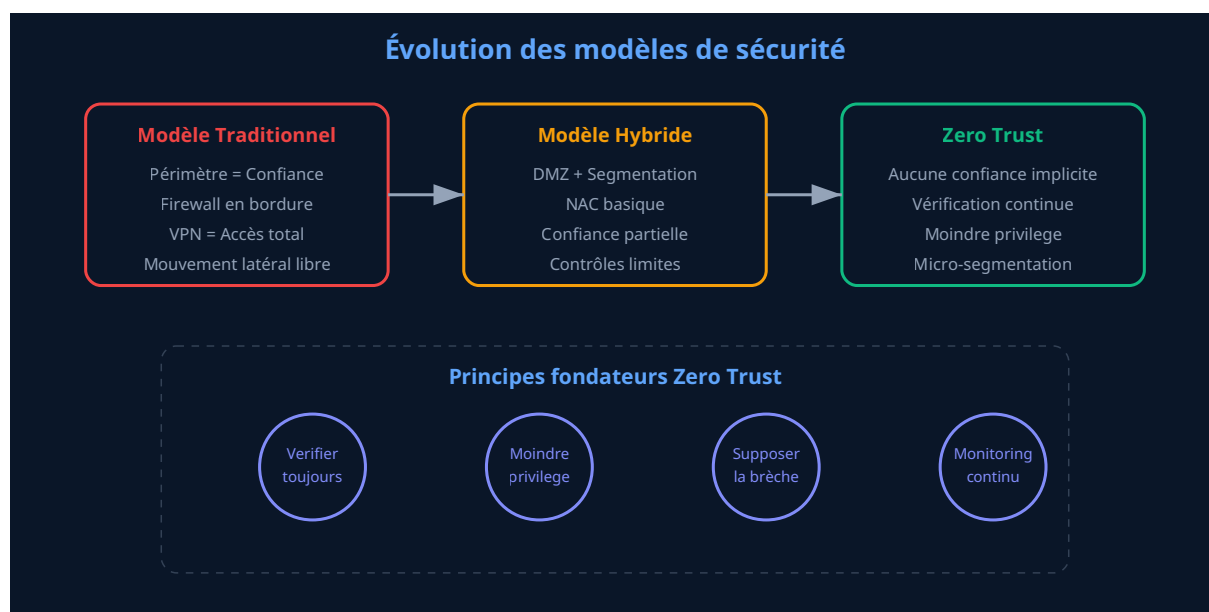 Évolution des modèles de sécurité
Modèle Traditionnel
Périmètre = Confiance
Firewall en bordure
VPN = Accès total
Mouvement latéral libre
Modèle Hybride
DMZ + Segmentation
NAC basique
Confiance partielle
Contrôles limites
Zero Trust
Aucune confiance implicite
Vérification continue
Moindre privilege
Micro-segmentation
Principes fondateurs Zero Trust
Verifier
toujours
Moindre
privilege
Supposer
la brèche
Monitoring
continu